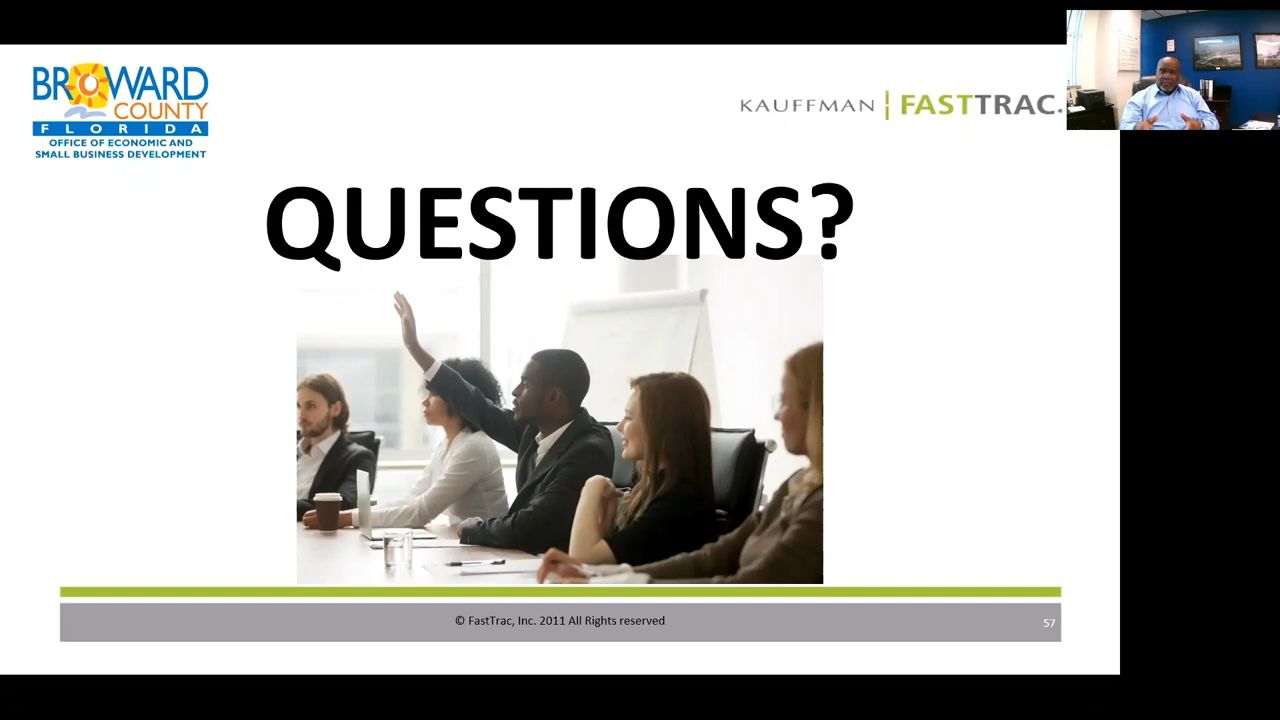 BROWARD
COUNTY
FLORIDA
OFFICE OF ECONOMIC AND
SMALL BUSINESS DEVELOPMENT
KAUFFMAN | FASTTRAC.
QUESTIONS?
© FastTrac, Inc. 2011 All Rights reserved
57